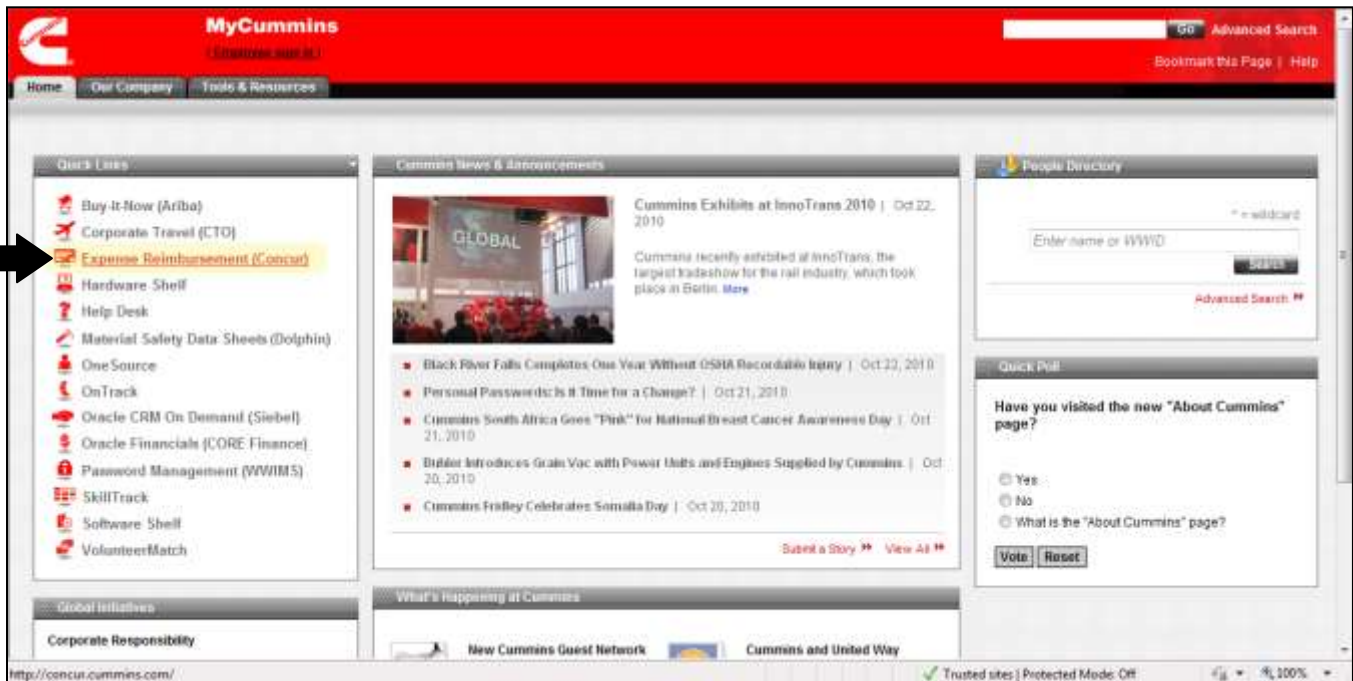 MyCummins
Go Advanced Search
Bookmark this Page | Help
Home Our Company Tools & Resources
Quick Links
Buy-It-Now (Ariba)
Corporate Travel (CTO)
Expense Reimbursement (Concur)
Hardware Shelf
Help Desk
Material Safety Data Sheets (Dolphin)
OneSource
OnTrack
Oracle CRM On Demand (Siebel)
Oracle Financials (CORE Finance)
Password Management (WWIMS)
SkillTrack
Software Shelf
VolunteerMatch
Global Initiatives
Corporate Responsibility
Cummins News & Announcements
GLOBAL
Cummins Exhibits at InnoTrans 2010 | Oct 22,
2010
Cummins recently exhibited at InnoTrans, the
largest tradeshow for the rail industry, which took
place in Berlin. More
Black River Falls Completes One Year Without OSHA Recordable Injury | Oct 22, 2010
Personal Passwords: Is It Time for a Change? | Oct 21, 2010
Cummins South Africa Goes "Pink" for National Breast Cancer Awareness Day | Oct
21, 2010
Buhler Introduces Grain Vac with Power Units and Engines Supplied by Cummins | Oct
20, 2010
Cummins Fridley Celebrates Somalia Day | Oct 20, 2010
Submit a Story View All
What's Happening at Cummins
New Cummins Guest Network
Cummins and United Way
People Directory
* = wildcard
Enter name or WWID
Search
Advanced Search
Quick Poll
Have you visited the new "About Cummins"
page?
Yes
No
What is the "About Cummins" page?
Vote Reset
http://concur.cummins.com/
Trusted sites | Protected Mode: Off
100%